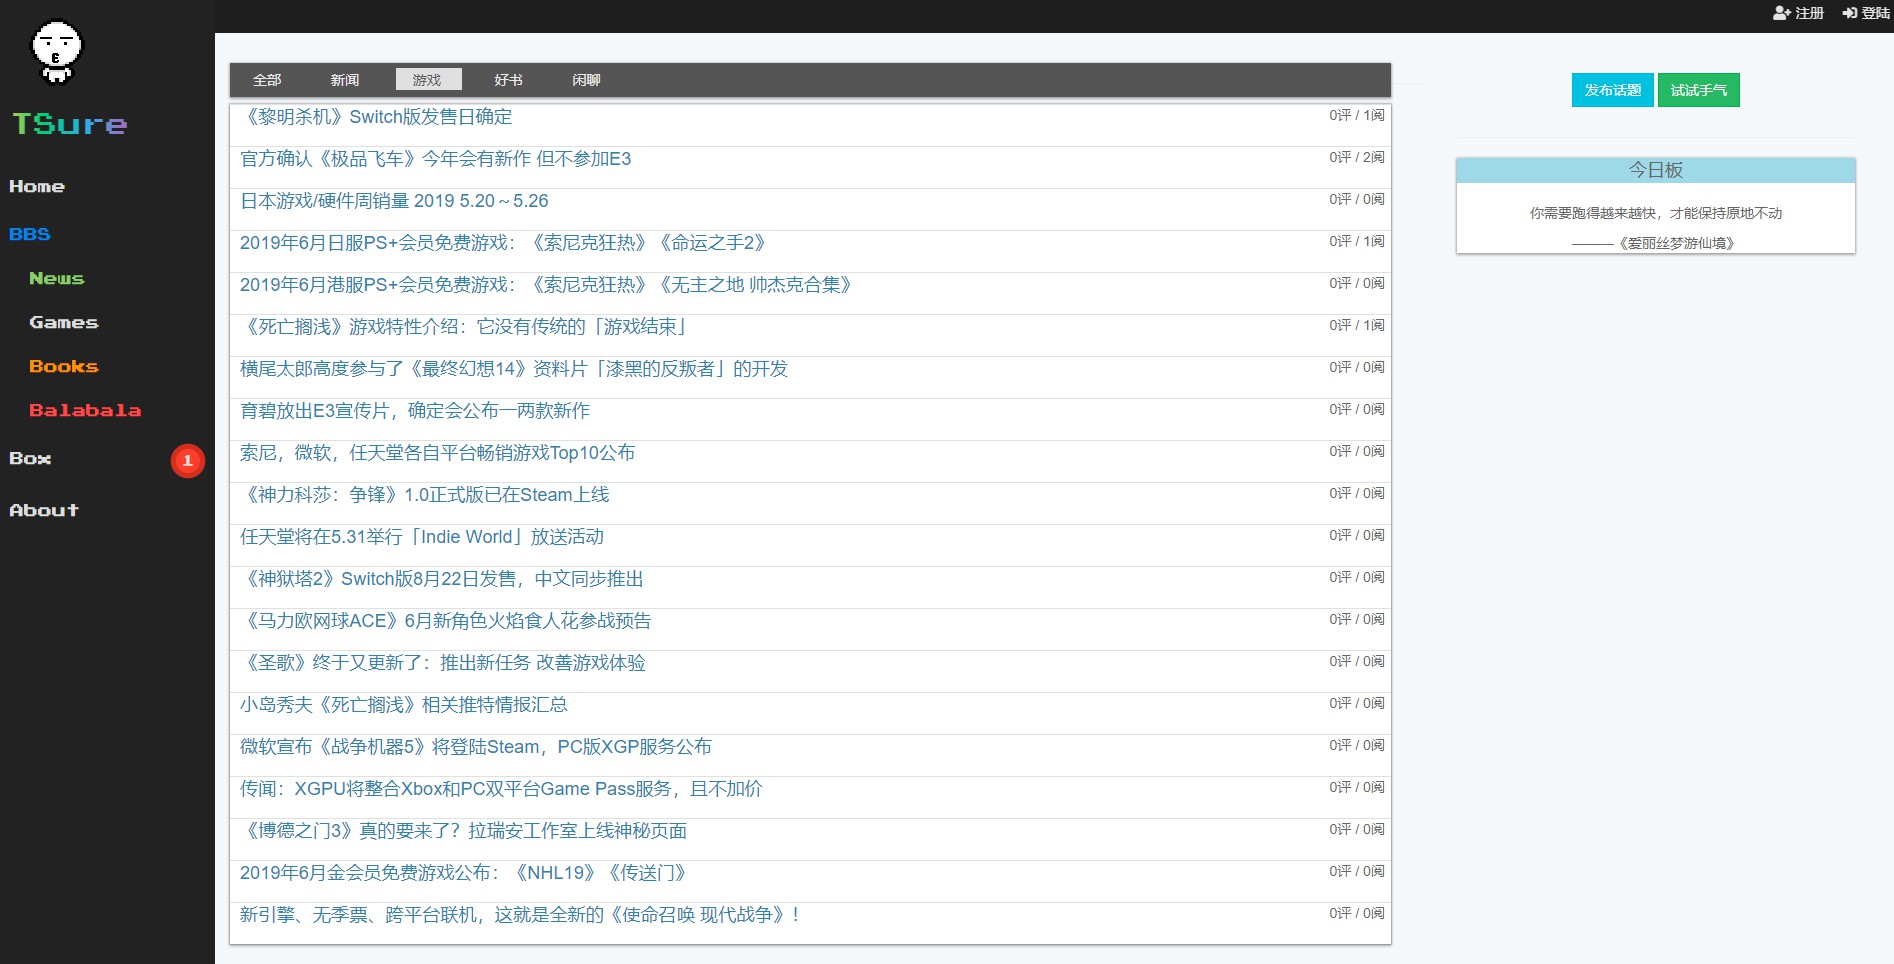 注册 登陆
TSure
Home
BBS
News
Games
Books
Balabala
Box 1
About
全部 新闻 游戏 好书 闲聊
《黎明杀机》Switch版发售日确定 0评 / 1阅
官方确认《极品飞车》今年会有新作 但不参加E3 0评 / 2阅
日本游戏/硬件周销量 2019 5.20～5.26 0评 / 0阅
2019年6月日服PS+会员免费游戏：《索尼克狂热》《命运之手2》 0评 / 1阅
2019年6月港服PS+会员免费游戏：《索尼克狂热》《无主之地 帅杰克合集》 0评 / 0阅
《死亡搁浅》游戏特性介绍：它没有传统的「游戏结束」 0评 / 1阅
横尾太郎高度参与了《最终幻想14》资料片「漆黑的反叛者」的开发 0评 / 0阅
育碧放出E3宣传片，确定会公布一两款新作 0评 / 0阅
索尼，微软，任天堂各自平台畅销游戏Top10公布 0评 / 0阅
《神力科莎：争锋》1.0正式版已在Steam上线 0评 / 0阅
任天堂将在5.31举行「Indie World」放送活动 0评 / 0阅
《神狱塔2》Switch版8月22日发售，中文同步推出 0评 / 0阅
《马力欧网球ACE》6月新角色火焰食人花参战预告 0评 / 0阅
《圣歌》终于又更新了：推出新任务 改善游戏体验 0评 / 0阅
小岛秀夫《死亡搁浅》相关推特情报汇总 0评 / 0阅
微软宣布《战争机器5》将登陆Steam，PC版XGP服务公布 0评 / 0阅
传闻：XGPU将整合Xbox和PC双平台Game Pass服务，且不加价 0评 / 0阅
《博德之门3》真的要来了？拉瑞安工作室上线神秘页面 0评 / 0阅
2019年6月金会员免费游戏公布：《NHL19》《传送门》 0评 / 0阅
新引擎、无季票、跨平台联机，这就是全新的《使命召唤 现代战争》！ 0评 / 0阅
发布话题 试试手气
今日板
你需要跑得越来越快，才能保持原地不动
———《爱丽丝梦游仙境》